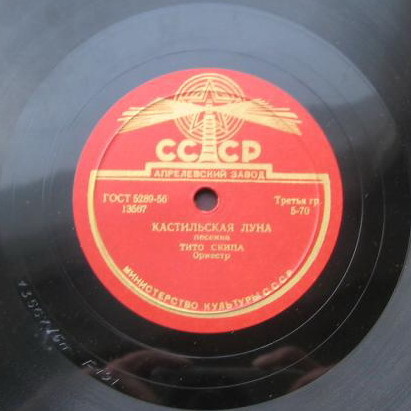 СССР
АПРЕЛЕВСКИЙ ЗАВОД
ГОСТ 5289-56 Третья гр.
13567 5-70
КАСТИЛЬСКАЯ ЛУНА
песенка
ТИТО СКИПА
Оркестр
МИНИСТЕРСТВО КУЛЬТУРЫ СССР